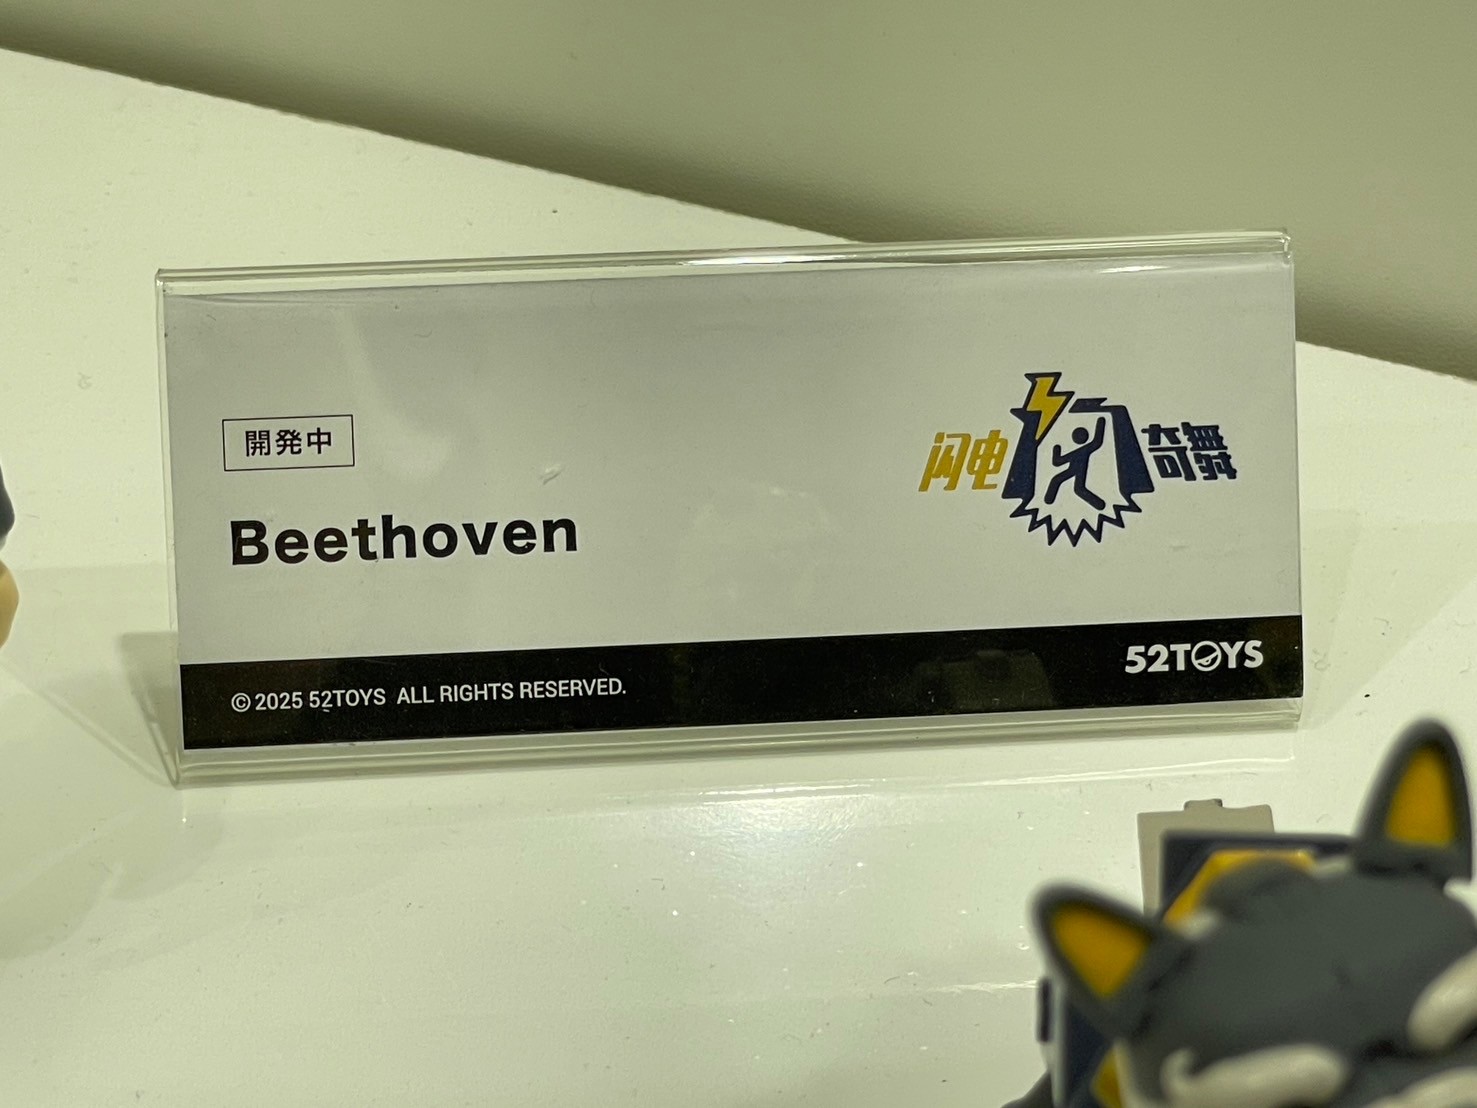 開発中
Beethoven
闪电奇舞
52TOYS
© 2025 52TOYS ALL RIGHTS RESERVED.